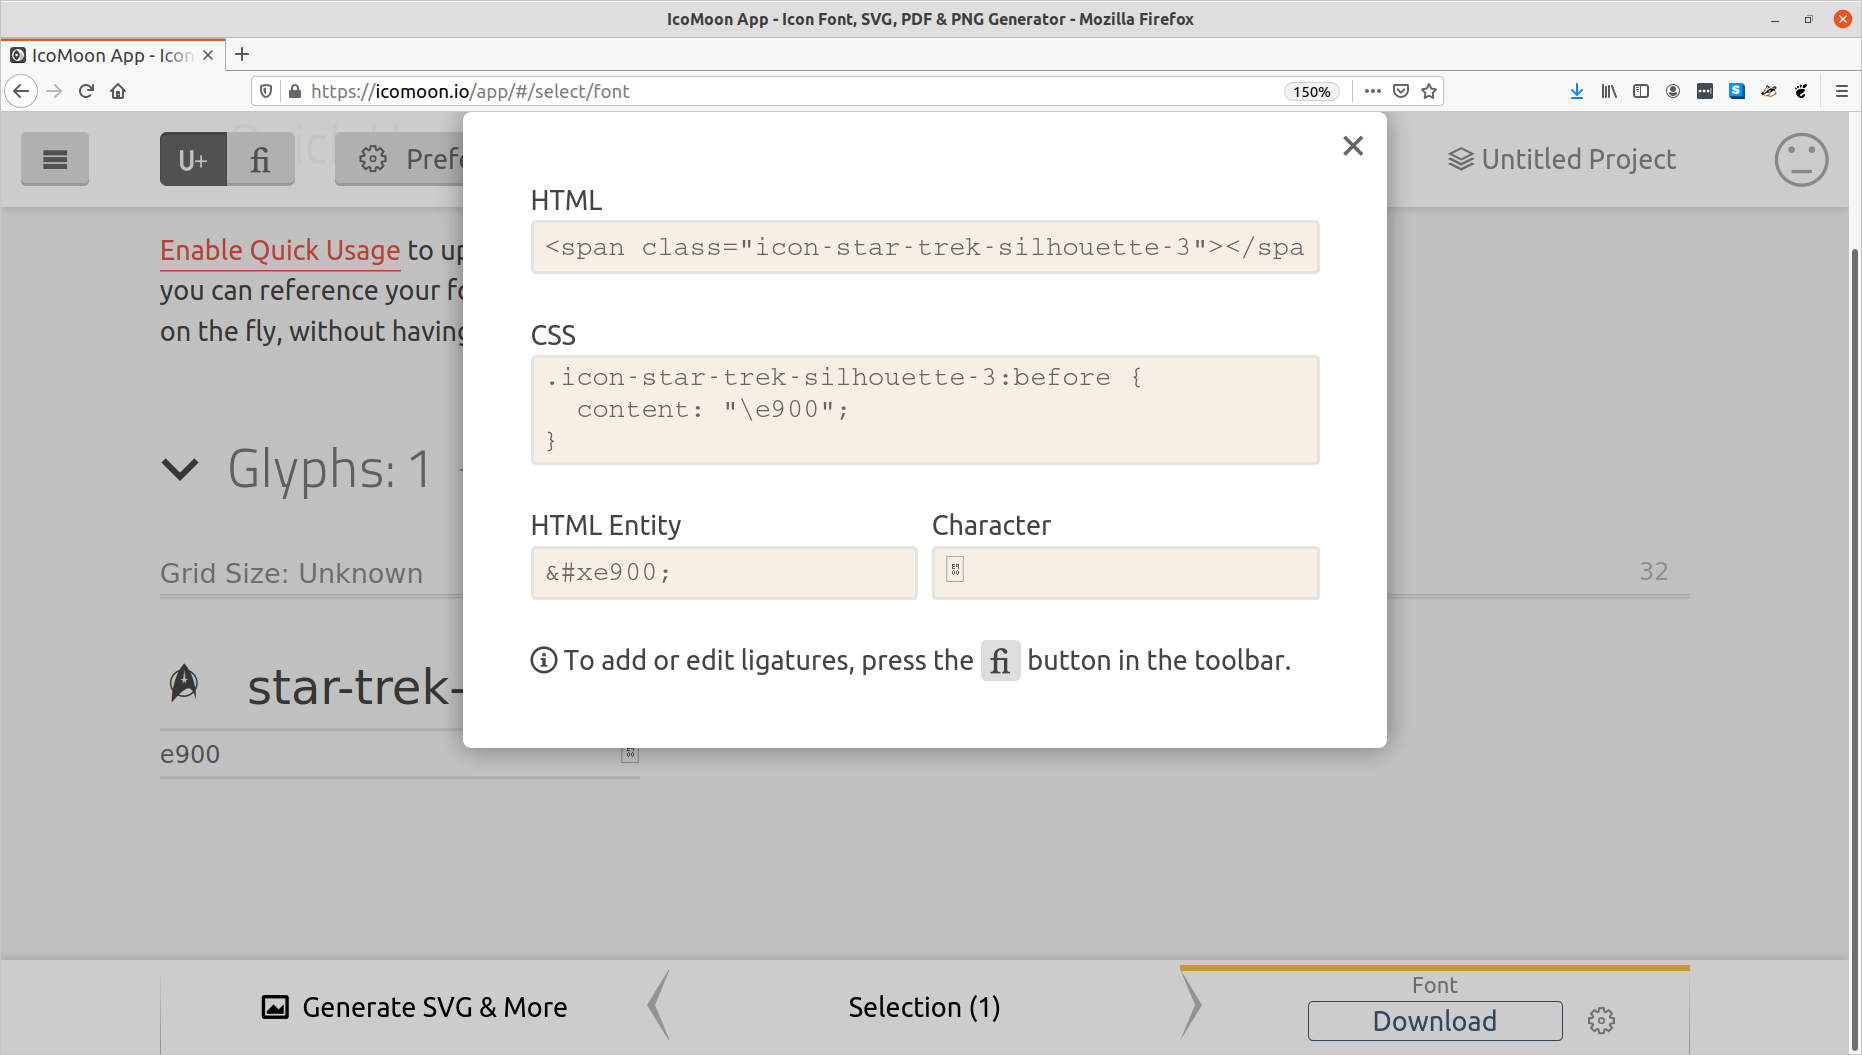 IcoMoon App - Icon Font, SVG, PDF & PNG Generator - Mozilla Firefox
IcoMoon App - Icon
https://icomoon.io/app/#/select/font
150%
U+
fi
Prefe
Untitled Project
Enable Quick Usage to up
you can reference your fo
on the fly, without having
Glyphs: 1
Grid Size: Unknown
32
star-trek-
e900
HTML
<span class="icon-star-trek-silhouette-3"></spa
CSS
.icon-star-trek-silhouette-3:before {
content: "\e900";
}
HTML Entity
Character
&#xe900;
To add or edit ligatures, press the fi button in the toolbar.
Generate SVG & More
Selection (1)
Font
Download